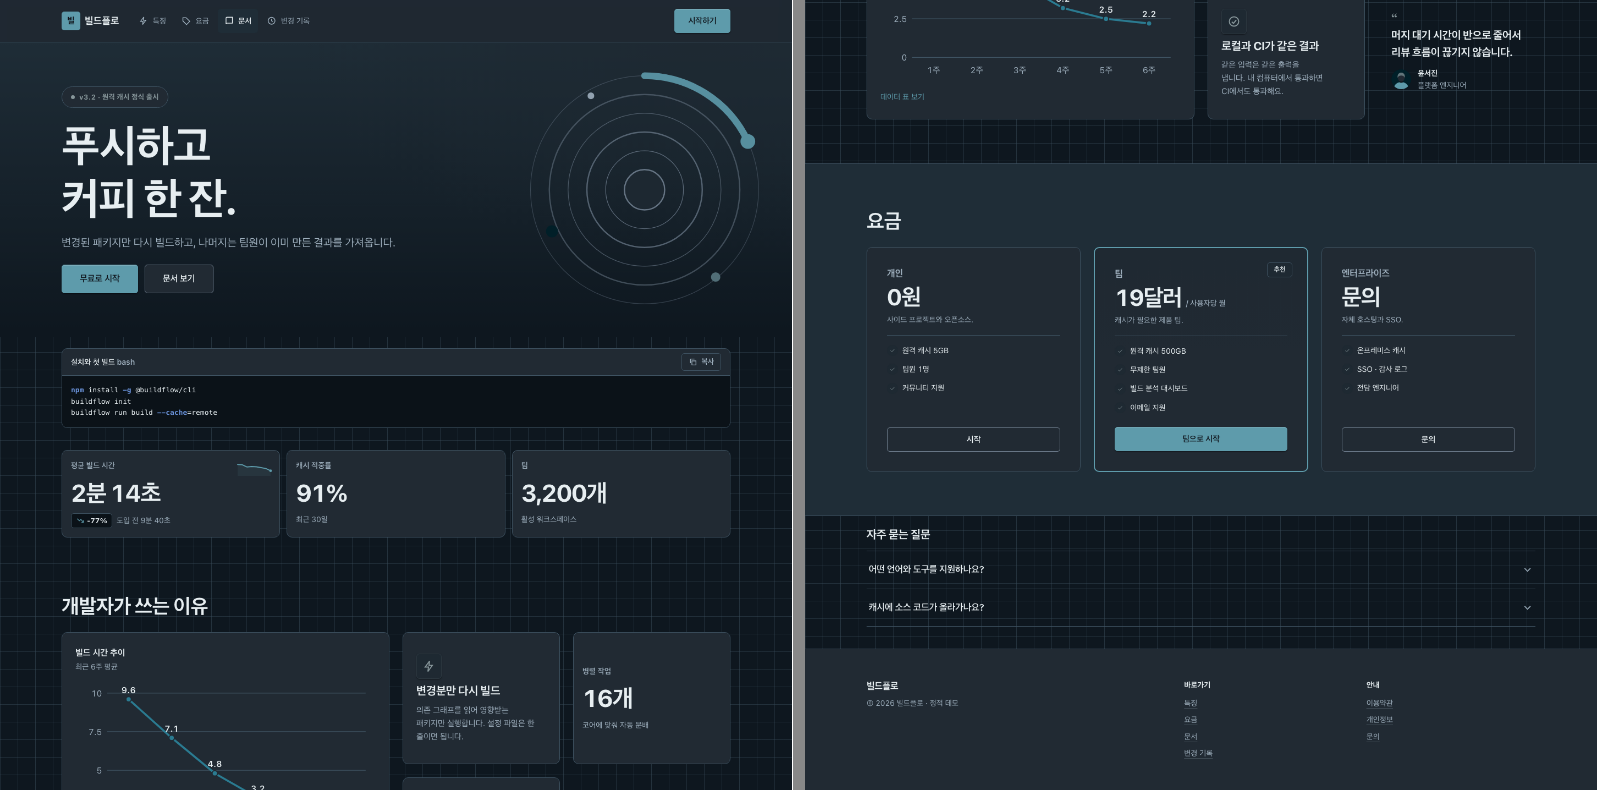 빌 빌드플로 특징 요금 문서 변경 기록 시작하기
v3.2 · 원격 캐시 정식 출시
푸시하고
커피 한 잔.
변경된 패키지만 다시 빌드하고, 나머지는 팀원이 이미 만든 결과를 가져옵니다.
무료로 시작 문서 보기
설치와 첫 빌드 bash 복사
npm install -g @buildflow/cli
buildflow init
buildflow run build --cache=remote
평균 빌드 시간
2분 14초
-77% 도입 전 9분 40초
캐시 적중률
91%
최근 30일
팀
3,200개
활성 워크스페이스
개발자가 쓰는 이유
빌드 시간 추이
최근 6주 평균
10
9.6
7.5
7.1
5
4.8
3.2
변경분만 다시 빌드
의존 그래프를 읽어 영향받는
패키지만 실행합니다. 설정 파일은 한
줄이면 됩니다.
병렬 작업
16개
코어에 맞춰 자동 분배
3.2
2.5
2.5
2.2
0
1주 2주 3주 4주 5주 6주
데이터 표 보기
로컬과 CI가 같은 결과
같은 입력은 같은 출력을
냅니다. 내 컴퓨터에서 통과하면
CI에서도 통과해요.
“
머지 대기 시간이 반으로 줄어서
리뷰 흐름이 끊기지 않습니다.
윤서진
플랫폼 엔지니어
요금
개인
0원
사이드 프로젝트와 오픈소스.
원격 캐시 5GB
팀원 1명
커뮤니티 지원
시작
팀 추천
19달러 / 사용자당 월
캐시가 필요한 제품 팀.
원격 캐시 500GB
무제한 팀원
빌드 분석 대시보드
이메일 지원
팀으로 시작
엔터프라이즈
문의
자체 호스팅과 SSO.
온프레미스 캐시
SSO · 감사 로그
전담 엔지니어
문의
자주 묻는 질문
어떤 언어와 도구를 지원하나요?
캐시에 소스 코드가 올라가나요?
빌드플로
© 2026 빌드플로 · 정적 데모
바로가기
특징
요금
문서
변경 기록
안내
이용약관
개인정보
문의